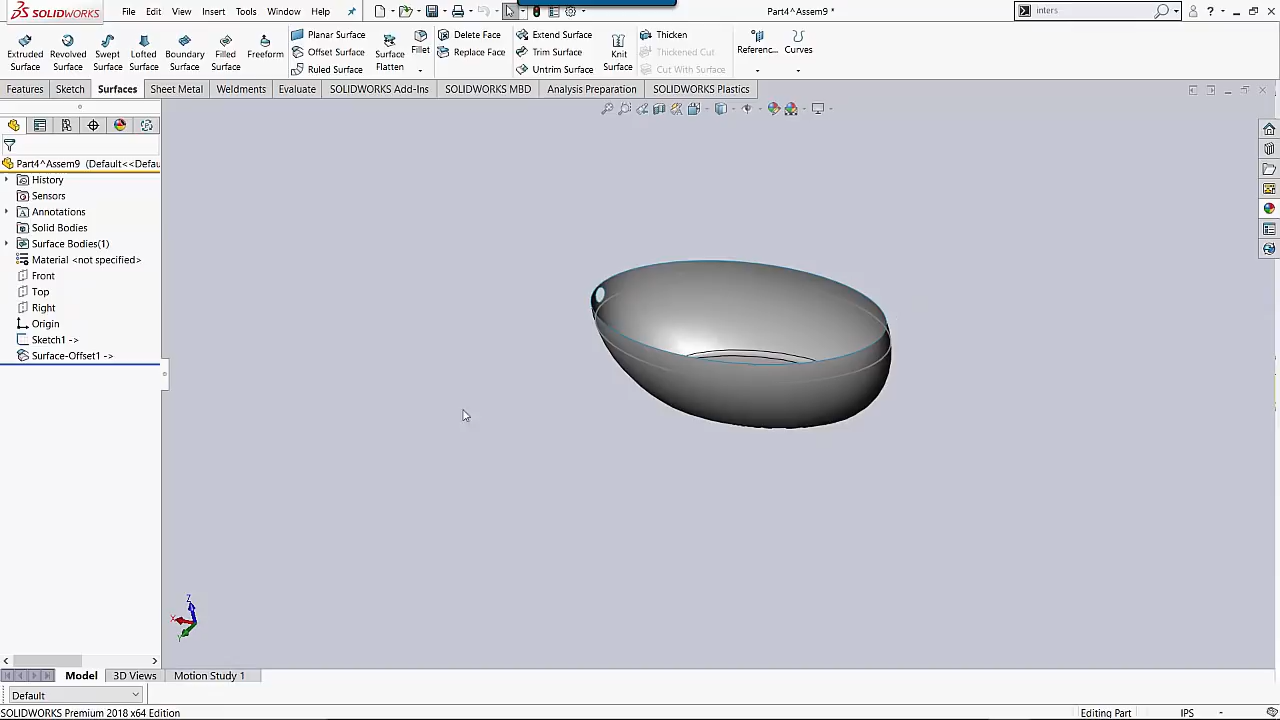 SOLIDWORKS File Edit View Insert Tools Window Help Part4^Assem9 * inters
Extruded Surface Revolved Surface Swept Surface Lofted Surface Boundary Surface Filled Surface Freeform
Planar Surface
Offset Surface
Ruled Surface
Surface Flatten Fillet
Delete Face
Replace Face
Extend Surface
Trim Surface
Untrim Surface
Knit Surface
Thicken
Thickened Cut
Cut With Surface
Referenc... Curves
Features Sketch Surfaces Sheet Metal Weldments Evaluate SOLIDWORKS Add-Ins SOLIDWORKS MBD Analysis Preparation SOLIDWORKS Plastics
Part4^Assem9 (Default<<Defau
History
Sensors
Annotations
Solid Bodies
Surface Bodies(1)
Material <not specified>
Front
Top
Right
Origin
Sketch1 ->
Surface-Offset1 ->
Z
X
Y
Model 3D Views Motion Study 1
Default
SOLIDWORKS Premium 2018 x64 Edition Editing Part IPS -